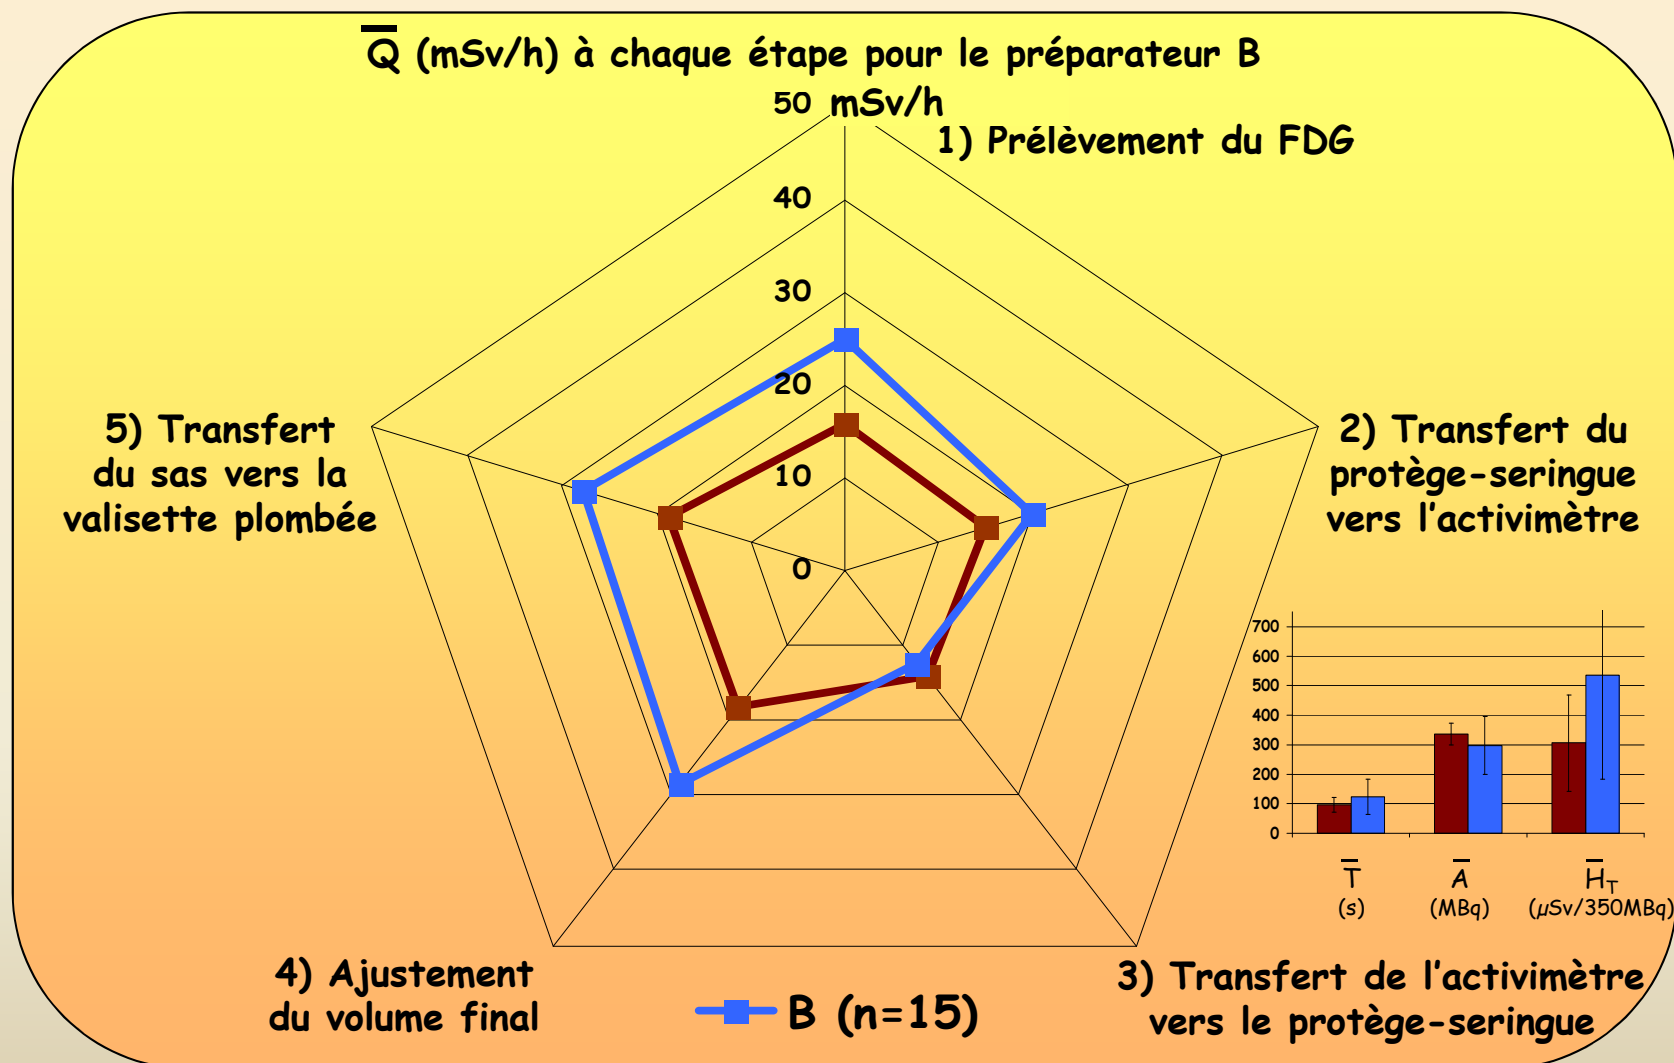 Q (mSv/h) à chaque étape pour le préparateur B
50 mSv/h
1) Prélèvement du FDG
40
30
20
10
0
2) Transfert du
protège-seringue
vers l'activimètre
5) Transfert
du sas vers la
valisette plombée
700
600
500
400
300
200
100
0
T
(s)
A
(MBq)
H_T
(µSv/350MBq)
3) Transfert de l'activimètre
vers le protège-seringue
4) Ajustement
du volume final
B (n=15)